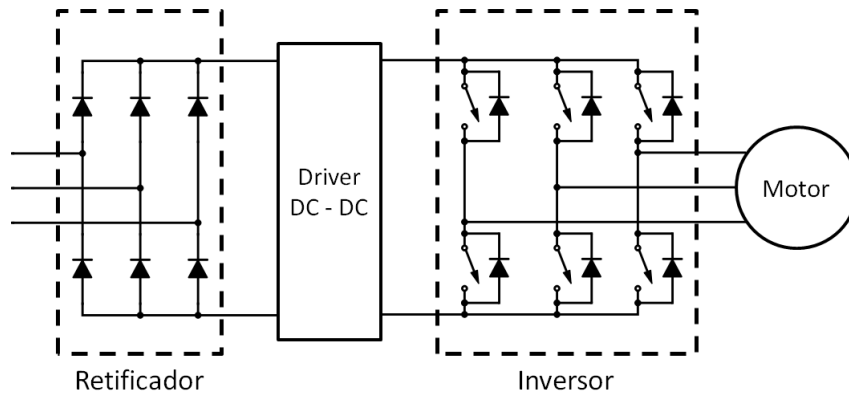 Driver
DC - DC
Motor
Retificador
Inversor